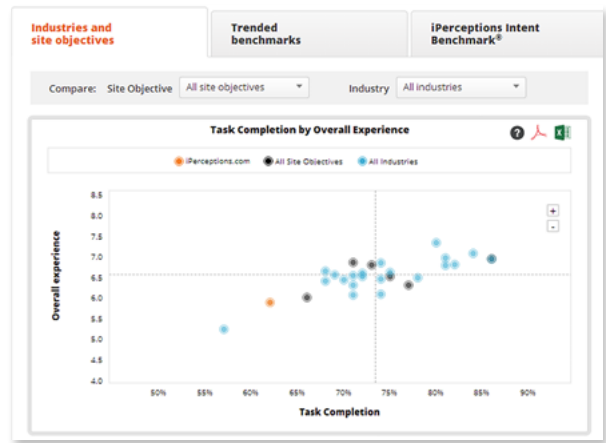 Industries and
site objectives
Trended
benchmarks
iPerceptions Intent
Benchmark®
Compare: Site Objective All site objectives Industry All industries
Task Completion by Overall Experience
iPerceptions.com All Site Objectives All Industries
8.5
8.0
7.5
7.0
6.5
6.0
5.5
5.0
4.5
4.0
Overall experience
+
-
50% 55% 60% 65% 70% 75% 80% 85% 90%
Task Completion